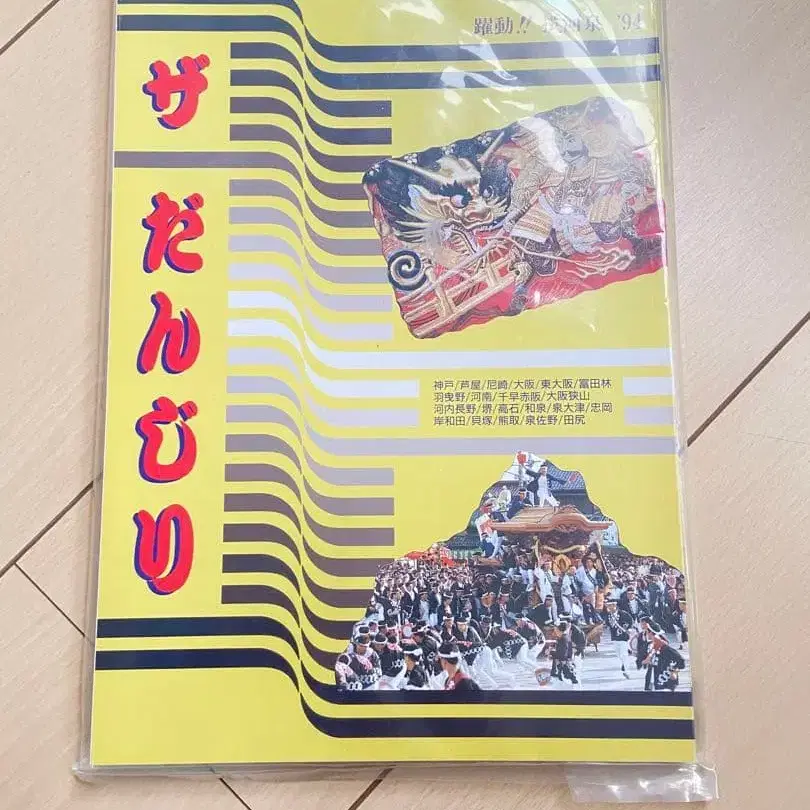 躍動!! 摂河泉 '94
ザ だんじり
神戸/芦屋/尼崎/大阪/東大阪/富田林
羽曳野/河南/千早赤阪/大阪狭山
河内長野/堺/高石/和泉/泉大津/忠岡
岸和田/貝塚/熊取/泉佐野/田尻